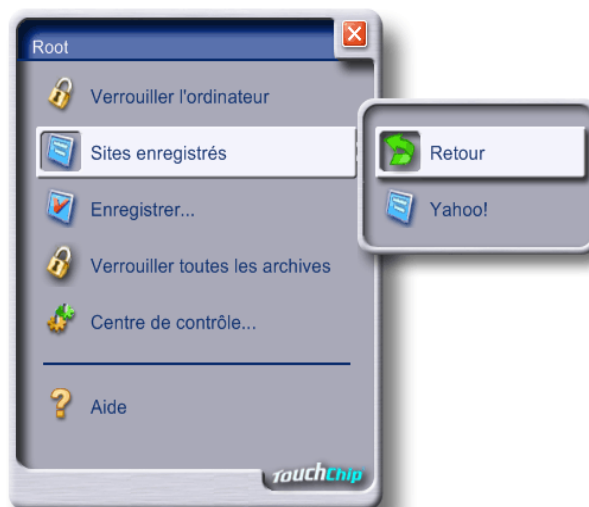 Root
Verrouiller l'ordinateur
Sites enregistrés
Retour
Enregistrer...
Yahoo!
Verrouiller toutes les archives
Centre de contrôle...
Aide
TouchChip